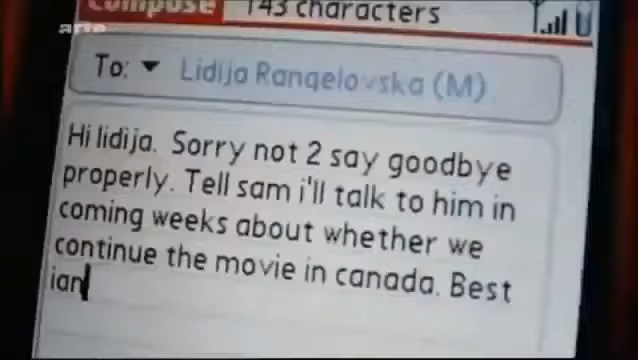 Compose 143 characters
arte
To: Lidija Rangelovska (M)
Hi lidija. Sorry not 2 say goodbye
properly. Tell sam i'll talk to him in
coming weeks about whether we
continue the movie in canada. Best
ian